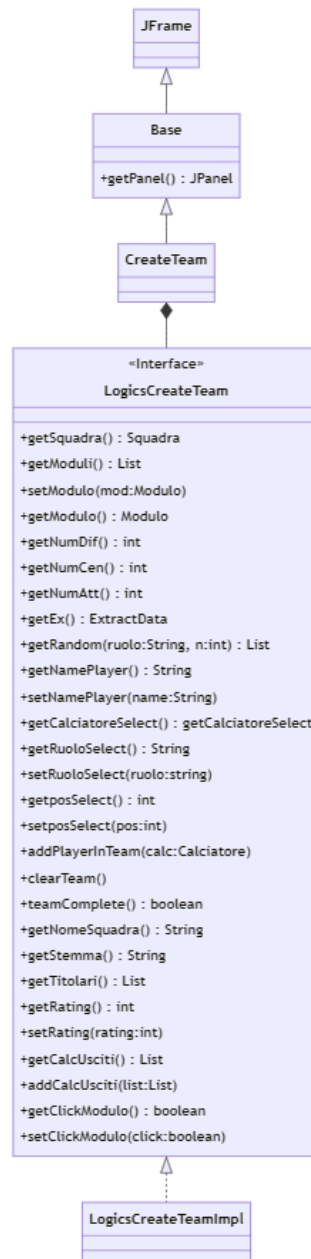 JFrame
Base
+getPanel() : JPanel
CreateTeam
«Interface»
LogicsCreateTeam
+getSquadra() : Squadra
+getModuli() : List
+setModulo(mod:Modulo)
+getModulo() : Modulo
+getNumDif() : int
+getNumCen() : int
+getNumAtt() : int
+getEx() : ExtractData
+getRandom(ruolo:String, n:int) : List
+getNamePlayer() : String
+setNamePlayer(name:String)
+getCalciatoreSelect() : getCalciatoreSelect
+getRuoloSelect() : String
+setRuoloSelect(ruolo:string)
+getposSelect() : int
+setposSelect(pos:int)
+addPlayerInTeam(calc:Calciatore)
+clearTeam()
+teamComplete() : boolean
+getNomeSquadra() : String
+getStemma() : String
+getTitolari() : List
+getRating() : int
+setRating(rating:int)
+getCalcUsciti() : List
+addCalcUsciti(list:List)
+getClickModulo() : boolean
+setClickModulo(click:boolean)
LogicsCreateTeamImpl